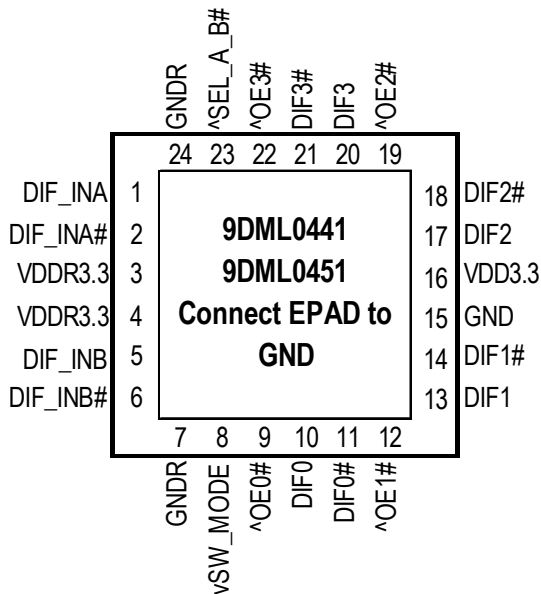 GNDR
^SEL_A_B#
^OE3#
DIF3#
DIF3
^OE2#
24 23 22 21 20 19
DIF_INA 1
DIF_INA# 2
VDDR3.3 3
VDDR3.3 4
DIF_INB 5
DIF_INB# 6
9DML0441
9DML0451
Connect EPAD to
GND
18 DIF2#
17 DIF2
16 VDD3.3
15 GND
14 DIF1#
13 DIF1
7 8 9 10 11 12
GNDR
vSW_MODE
^OE0#
DIF0
DIF0#
^OE1#